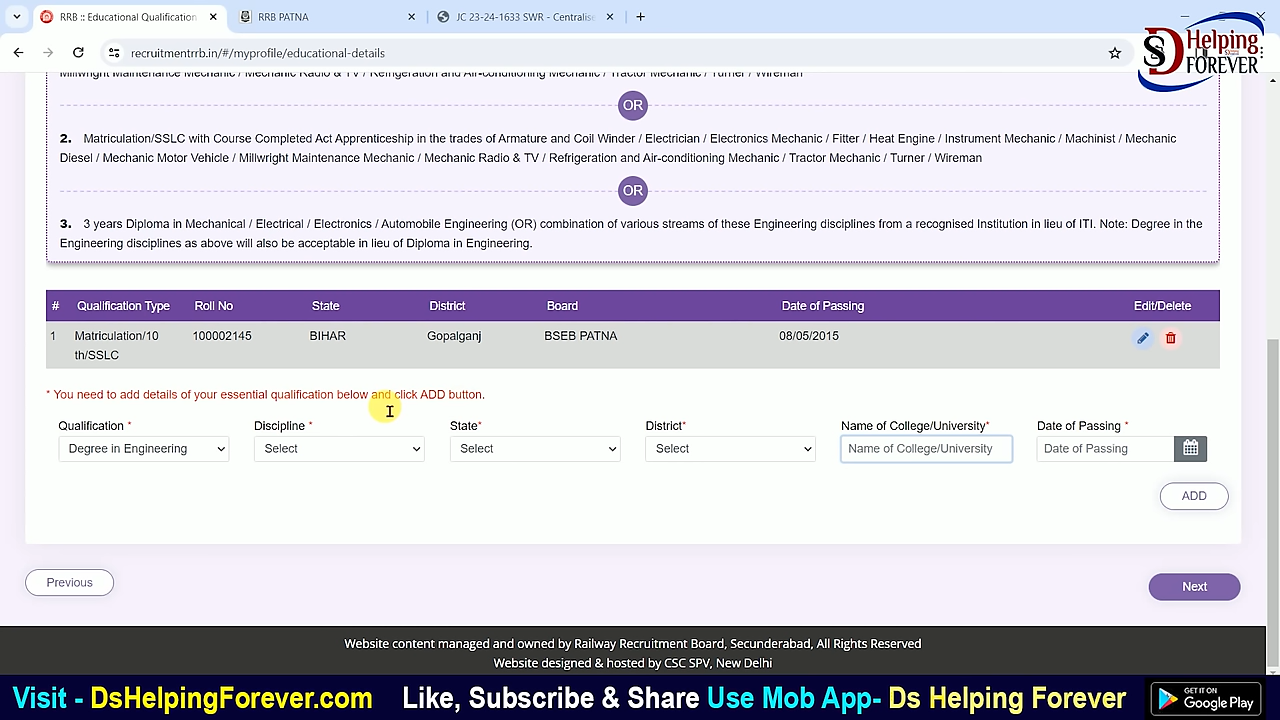 RRB :: Educational Qualification
RRB PATNA
JC 23-24-1633 SWR - Centralise
recruitmentrrb.in/#/myprofile/educational-details
SD Helping
FOREVER
Millwright Maintenance Mechanic / Mechanic Radio & TV / Refrigeration and Air-conditioning Mechanic / Tractor Mechanic / Turner / Wireman
OR
2. Matriculation/SSLC with Course Completed Act Apprenticeship in the trades of Armature and Coil Winder / Electrician / Electronics Mechanic / Fitter / Heat Engine / Instrument Mechanic / Machinist / Mechanic
Diesel / Mechanic Motor Vehicle / Millwright Maintenance Mechanic / Mechanic Radio & TV / Refrigeration and Air-conditioning Mechanic / Tractor Mechanic / Turner / Wireman
OR
3. 3 years Diploma in Mechanical / Electrical / Electronics / Automobile Engineering (OR) combination of various streams of these Engineering disciplines from a recognised Institution in lieu of ITI. Note: Degree in the
Engineering disciplines as above will also be acceptable in lieu of Diploma in Engineering.
# Qualification Type Roll No State District Board Date of Passing Edit/Delete
1 Matriculation/10 100002145 BIHAR Gopalganj BSEB PATNA 08/05/2015
th/SSLC
* You need to add details of your essential qualification below and click ADD button.
Qualification * Discipline * State* District* Name of College/University* Date of Passing *
Degree in Engineering Select Select Select Name of College/University Date of Passing
ADD
Previous
Next
Website content managed and owned by Railway Recruitment Board, Secunderabad, All Rights Reserved
Website designed & hosted by CSC SPV, New Delhi
Visit - DsHelpingForever.com Like, Subscribe & Share Use Mob App- Ds Helping Forever
GET IT ON
Google Play